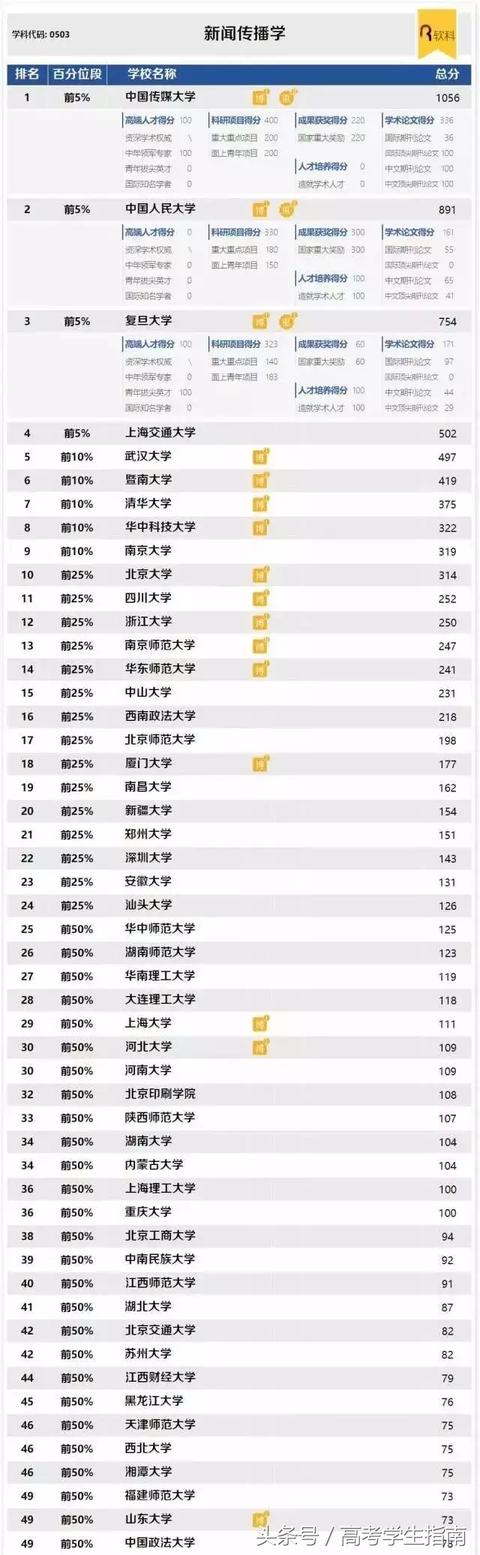 学科代码: 0503
新闻传播学
软科
排名 百分位段 学校名称 总分
1 前5% 中国传媒大学 博 重 1056
高端人才得分 100 科研项目得分 400 成果获奖得分 220 学术论文得分 336
资深学术权威 \ 重大重点项目 200 国家重大奖励 220 国际期刊论文 36
中年领军专家 100 面上青年项目 200 国际顶尖期刊论文 100
青年拔尖英才 0 人才培养得分 0 中文期刊论文 100
国际知名学者 0 造就学术人才 0 中文顶尖期刊论文 100
2 前5% 中国人民大学 博 重 891
高端人才得分 0 科研项目得分 330 成果获奖得分 300 学术论文得分 161
资深学术权威 \ 重大重点项目 180 国家重大奖励 300 国际期刊论文 55
中年领军专家 0 面上青年项目 150 国际顶尖期刊论文 0
青年拔尖英才 0 人才培养得分 100 中文期刊论文 65
国际知名学者 0 造就学术人才 100 中文顶尖期刊论文 41
3 前5% 复旦大学 博 重 754
高端人才得分 100 科研项目得分 323 成果获奖得分 60 学术论文得分 171
资深学术权威 \ 重大重点项目 140 国家重大奖励 60 国际期刊论文 97
中年领军专家 0 面上青年项目 183 国际顶尖期刊论文 0
青年拔尖英才 100 人才培养得分 100 中文期刊论文 44
国际知名学者 0 造就学术人才 100 中文顶尖期刊论文 29
4 前5% 上海交通大学 502
5 前10% 武汉大学 博 497
6 前10% 暨南大学 博 419
7 前10% 清华大学 博 375
8 前10% 华中科技大学 博 322
9 前10% 南京大学 319
10 前25% 北京大学 博 314
11 前25% 四川大学 博 252
12 前25% 浙江大学 博 250
13 前25% 南京师范大学 博 247
14 前25% 华东师范大学 博 241
15 前25% 中山大学 231
16 前25% 西南政法大学 218
17 前25% 北京师范大学 198
18 前25% 厦门大学 博 177
19 前25% 南昌大学 162
20 前25% 新疆大学 154
21 前25% 郑州大学 151
22 前25% 深圳大学 143
23 前25% 安徽大学 131
24 前25% 汕头大学 126
25 前50% 华中师范大学 125
26 前50% 湖南师范大学 123
27 前50% 华南理工大学 119
28 前50% 大连理工大学 118
29 前50% 上海大学 博 111
30 前50% 河北大学 博 109
30 前50% 河南大学 109
32 前50% 北京印刷学院 108
33 前50% 陕西师范大学 107
34 前50% 湖南大学 104
34 前50% 内蒙古大学 104
36 前50% 上海理工大学 100
36 前50% 重庆大学 100
38 前50% 北京工商大学 94
39 前50% 中南民族大学 92
40 前50% 江西师范大学 91
41 前50% 湖北大学 87
42 前50% 北京交通大学 82
42 前50% 苏州大学 82
44 前50% 江西财经大学 79
45 前50% 黑龙江大学 76
46 前50% 天津师范大学 75
46 前50% 西北大学 75
46 前50% 湘潭大学 75
49 前50% 福建师范大学 73
49 前50% 山东大学 博 73
49 前50% 中国政法大学
头条号 / 高考学生指南